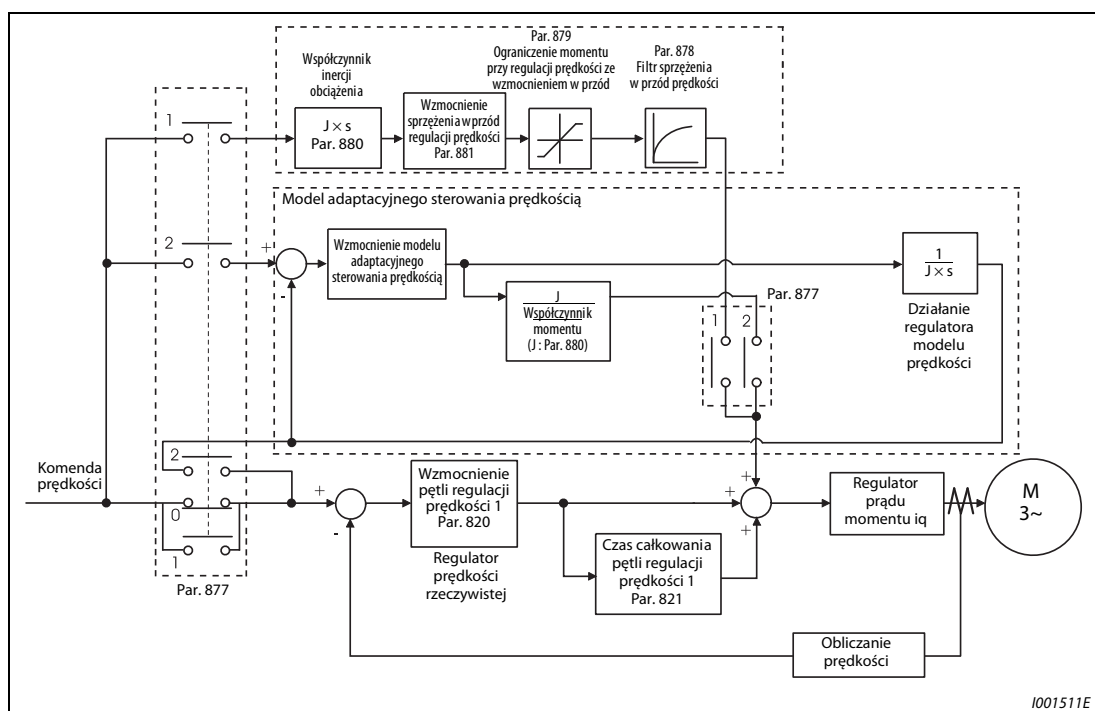 Par. 879
Ograniczenie momentu
przy regulacji prędkości ze
wzmocnieniem w przód
Par. 878
Filtr sprzężenia
w przód prędkości
Współczynnik
inercji
obciążenia
1
J × s
Par. 880
Wzmocnienie
sprzężenia w przód
regulacji prędkości
Par. 881
Model adaptacyjnego sterowania prędkością
2
+
-
Wzmocnienie modelu
adaptacyjnego
sterowania prędkością
J
Współczynnik
momentu
(J : Par. 880)
Par. 877
1 2
1
J × s
Działanie
regulatora
modelu
prędkości
Komenda
prędkości
2
0
1
Par. 877
+
-
Wzmocnienie
pętli regulacji
prędkości 1
Par. 820
Regulator
prędkości
rzeczywistej
Czas całkowania
pętli regulacji
prędkości 1
Par. 821
+
+
+
Regulator
prądu
momentu iq
M
3~
Obliczanie
prędkości
I001511E